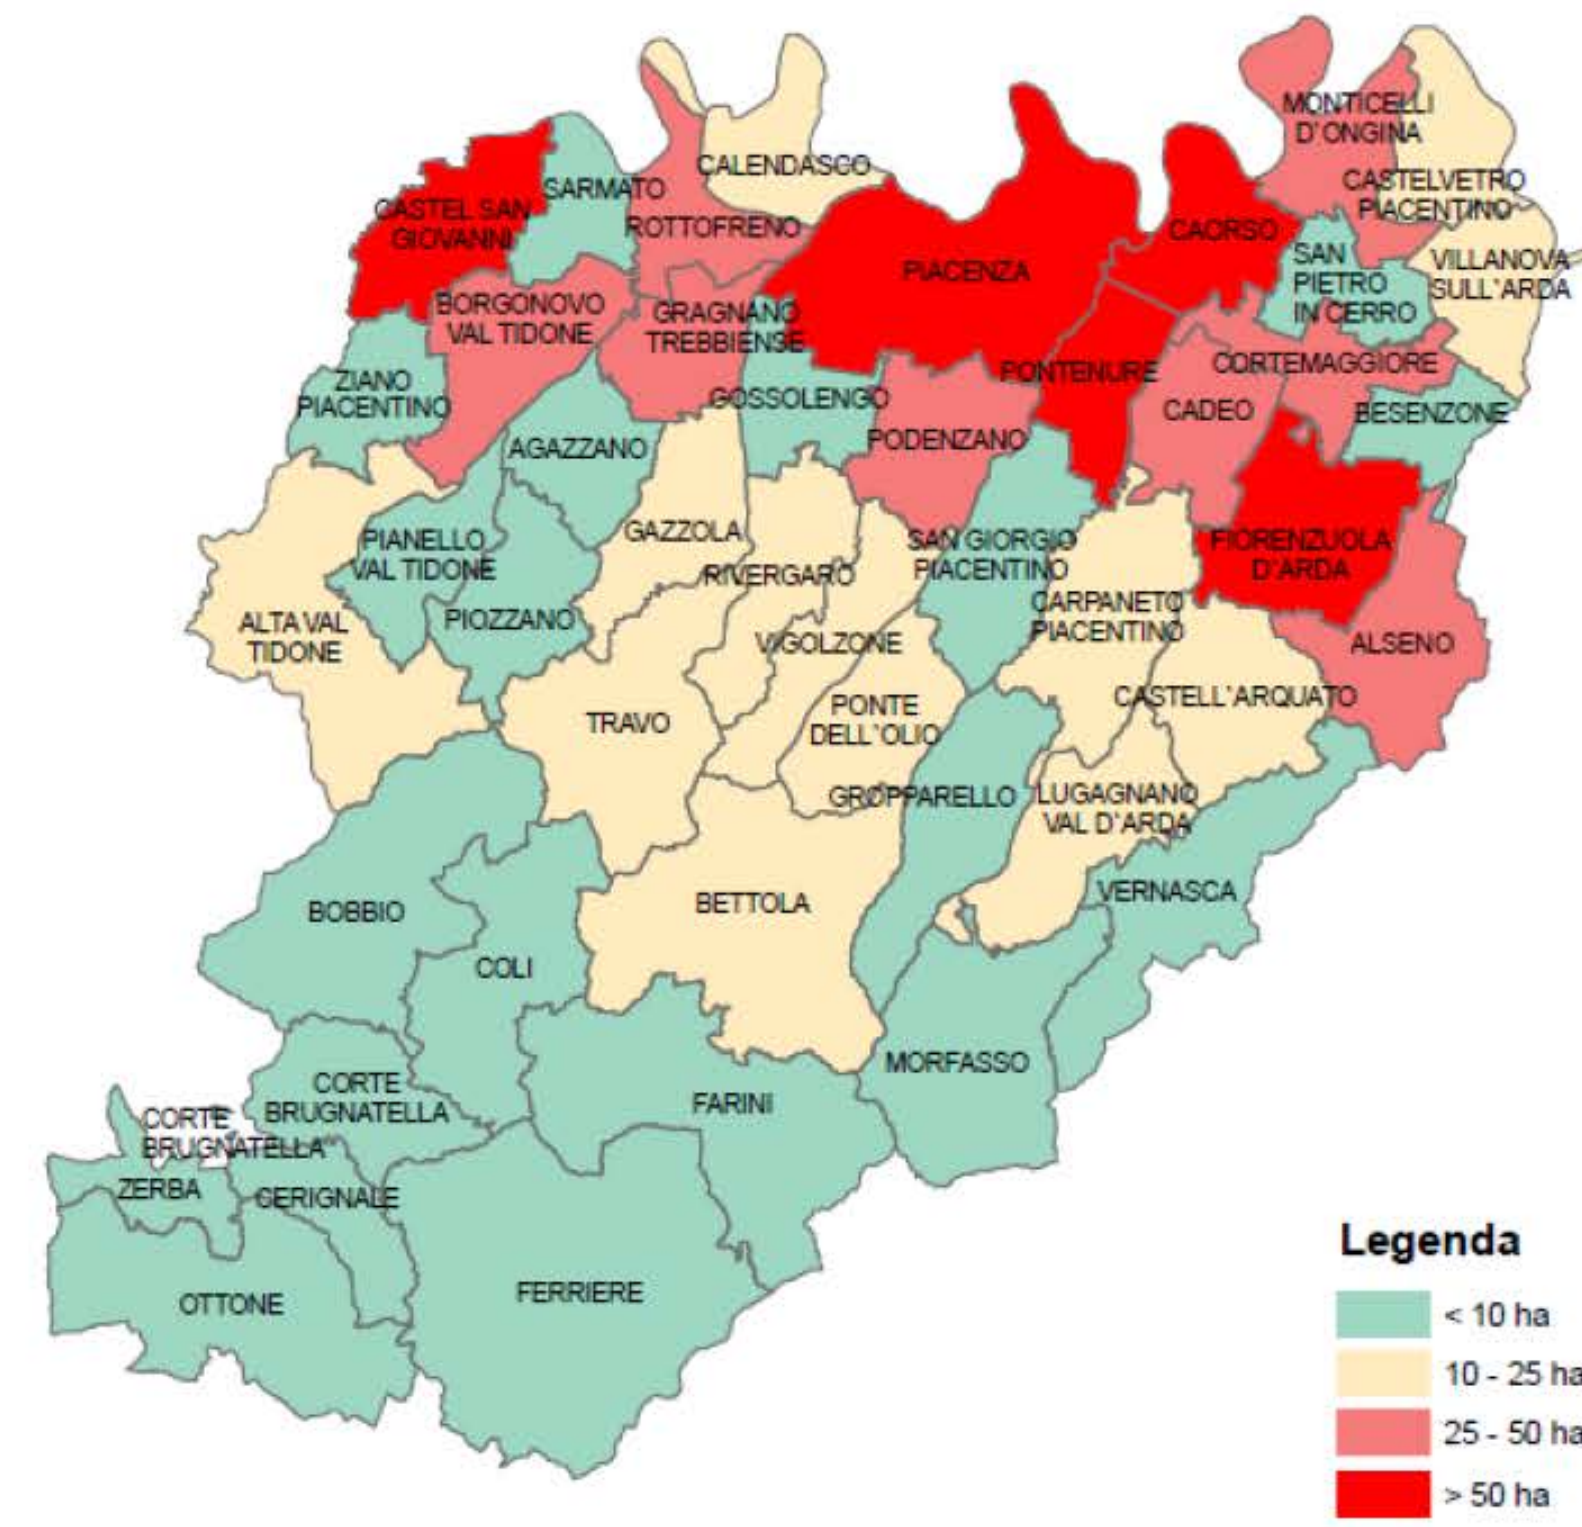 MONTICELLI
D'ONGINA
CALENDASCO
SARMATO
CASTELVETRO
PIACENTINO
CASTEL SAN
GIOVANNI
ROTTOFRENO
CAORSO
PIACENZA
SAN
PIETRO
IN CERRO
VILLANOVA
SULL'ARDA
BORGONOVO
VAL TIDONE
GRAGNANO
TREBBIENSE
ZIANO
PIACENTINO
GOSSOLENGO
PONTENURE
CORTEMAGGIORE
CADEO
BESENZONE
AGAZZANO
PODENZANO
PIANELLO
VAL TIDONE
GAZZOLA
RIVERGARO
SAN GIORGIO
PIACENTINO
FIORENZUOLA
D'ARDA
ALTA VAL
TIDONE
PIOZZANO
VIGOLZONE
CARPANETO
PIACENTINO
ALSENO
TRAVO
PONTE
DELL'OLIO
CASTELL'ARQUATO
GROPPARELLO
LUGAGNANO
VAL D'ARDA
BOBBIO
BETTOLA
VERNASCA
COLI
MORFASSO
CORTE
BRUGNATELLA
FARINI
CORTE
BRUGNATELLA
ZERBA
CERIGNALE
OTTONE
FERRIERE
Legenda
< 10 ha
10 - 25 ha
25 - 50 ha
> 50 ha